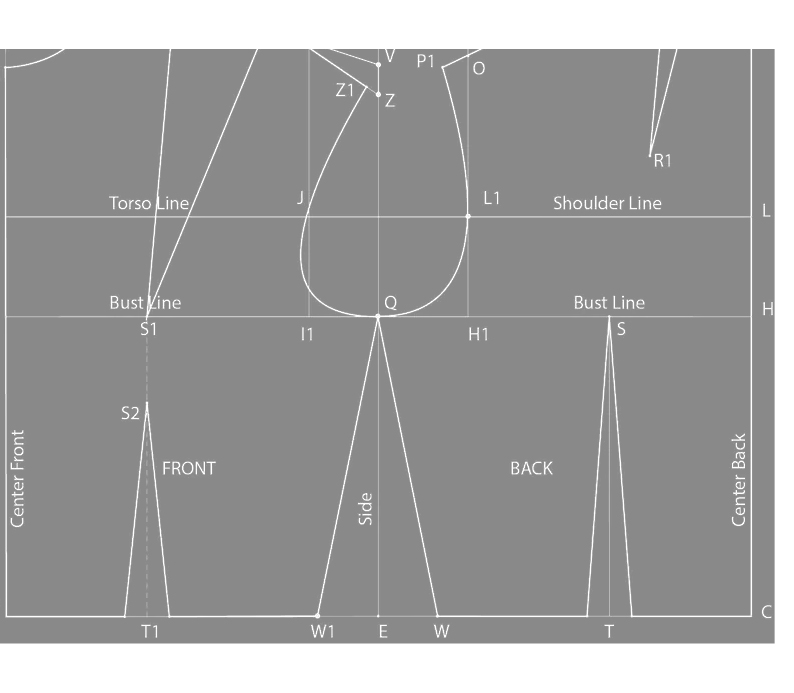 V
P1
O
Z1
Z
R1
Torso Line
J
L1
Shoulder Line
L
Bust Line
Q
Bust Line
H
S1
I1
H1
S
S2
Center Front
FRONT
Side
BACK
Center Back
C
T1
W1
E
W
T